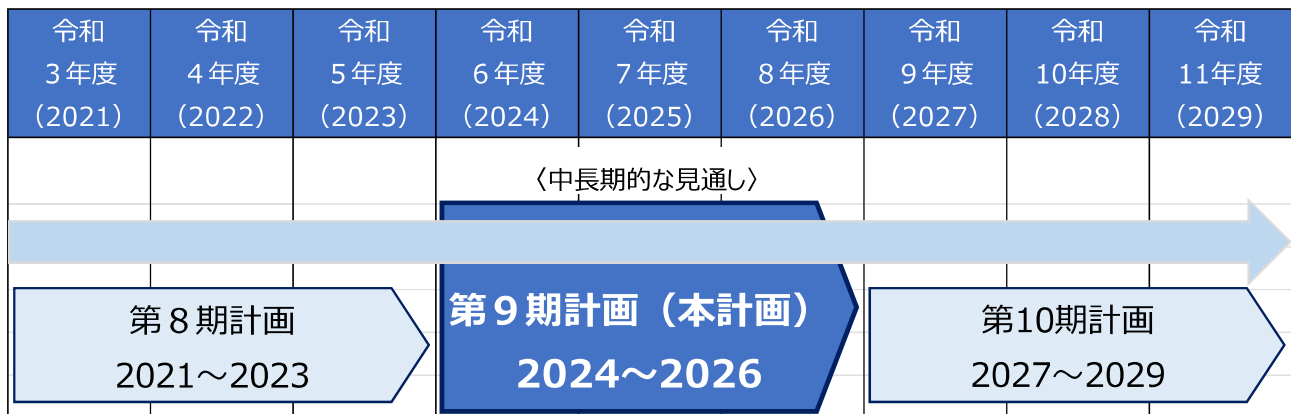 令和 令和 令和 令和 令和 令和 令和 令和 令和
３年度 ４年度 ５年度 ６年度 ７年度 ８年度 ９年度 10年度 11年度
（2021） （2022） （2023） （2024） （2025） （2026） （2027） （2028） （2029）
〈中長期的な見通し〉
第８期計画
2021～2023
第９期計画（本計画）
2024～2026
第10期計画
2027～2029